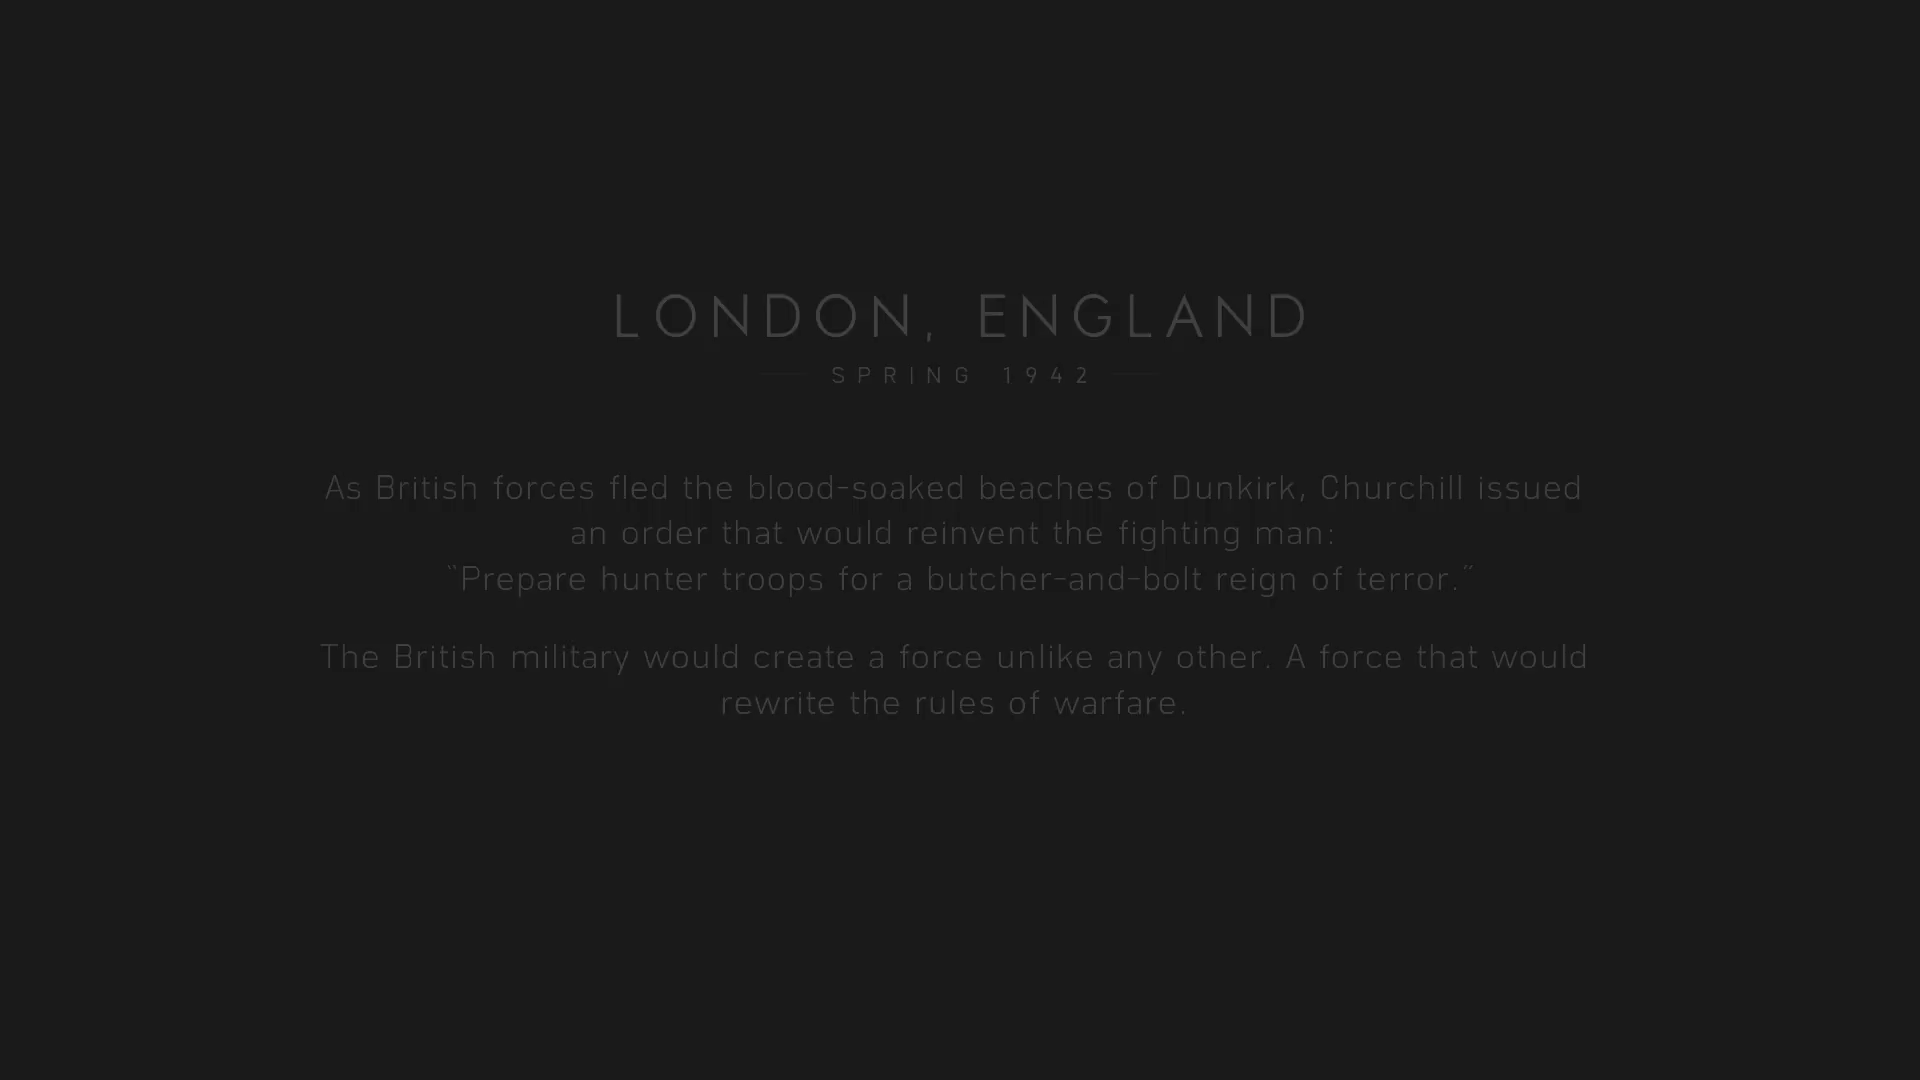 LONDON, ENGLAND
SPRING 1942
As British forces fled the blood-soaked beaches of Dunkirk, Churchill issued
an order that would reinvent the fighting man:
“Prepare hunter troops for a butcher-and-bolt reign of terror.”
The British military would create a force unlike any other. A force that would
rewrite the rules of warfare.